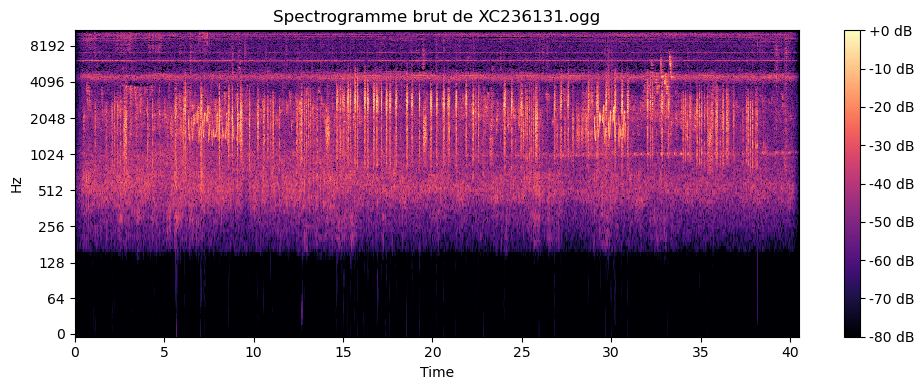 Spectrogramme brut de XC236131.ogg
Hz
8192
4096
2048
1024
512
256
128
64
0
0 5 10 15 20 25 30 35 40
Time
+0 dB
-10 dB
-20 dB
-30 dB
-40 dB
-50 dB
-60 dB
-70 dB
-80 dB